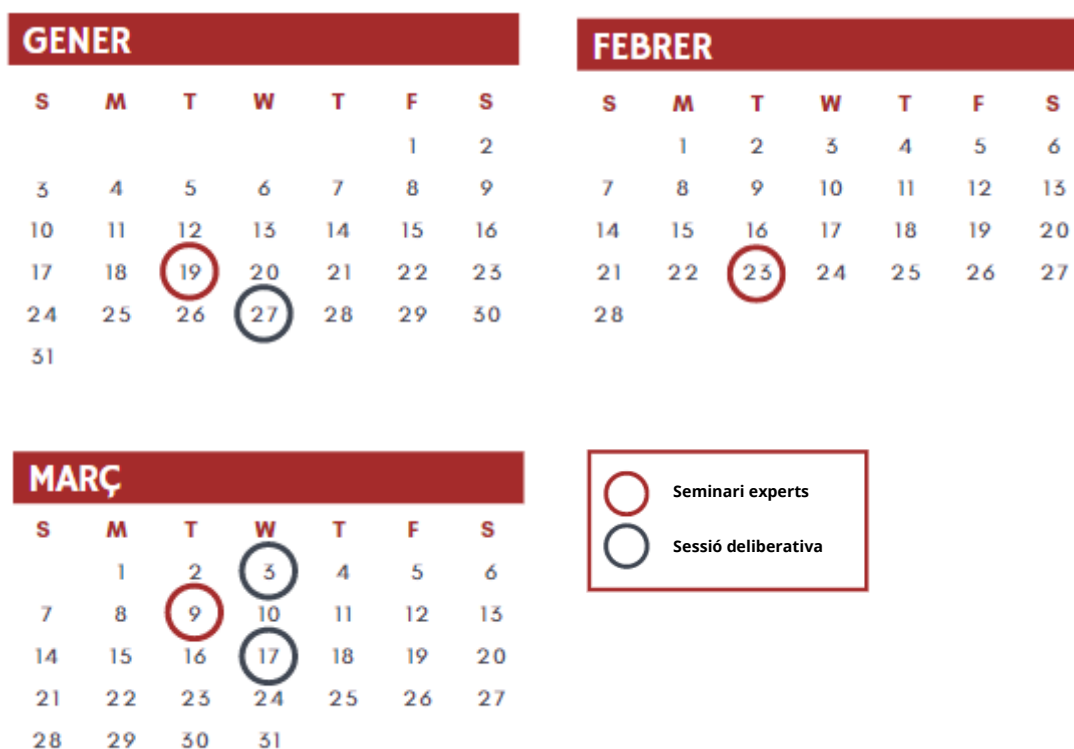 GENER
S M T W T F S
1 2
3 4 5 6 7 8 9
10 11 12 13 14 15 16
17 18 19 20 21 22 23
24 25 26 27 28 29 30
31
FEBRER
S M T W T F S
1 2 3 4 5 6
7 8 9 10 11 12 13
14 15 16 17 18 19 20
21 22 23 24 25 26 27
28
MARÇ
S M T W T F S
1 2 3 4 5 6
7 8 9 10 11 12 13
14 15 16 17 18 19 20
21 22 23 24 25 26 27
28 29 30 31
Seminari experts
Sessió deliberativa